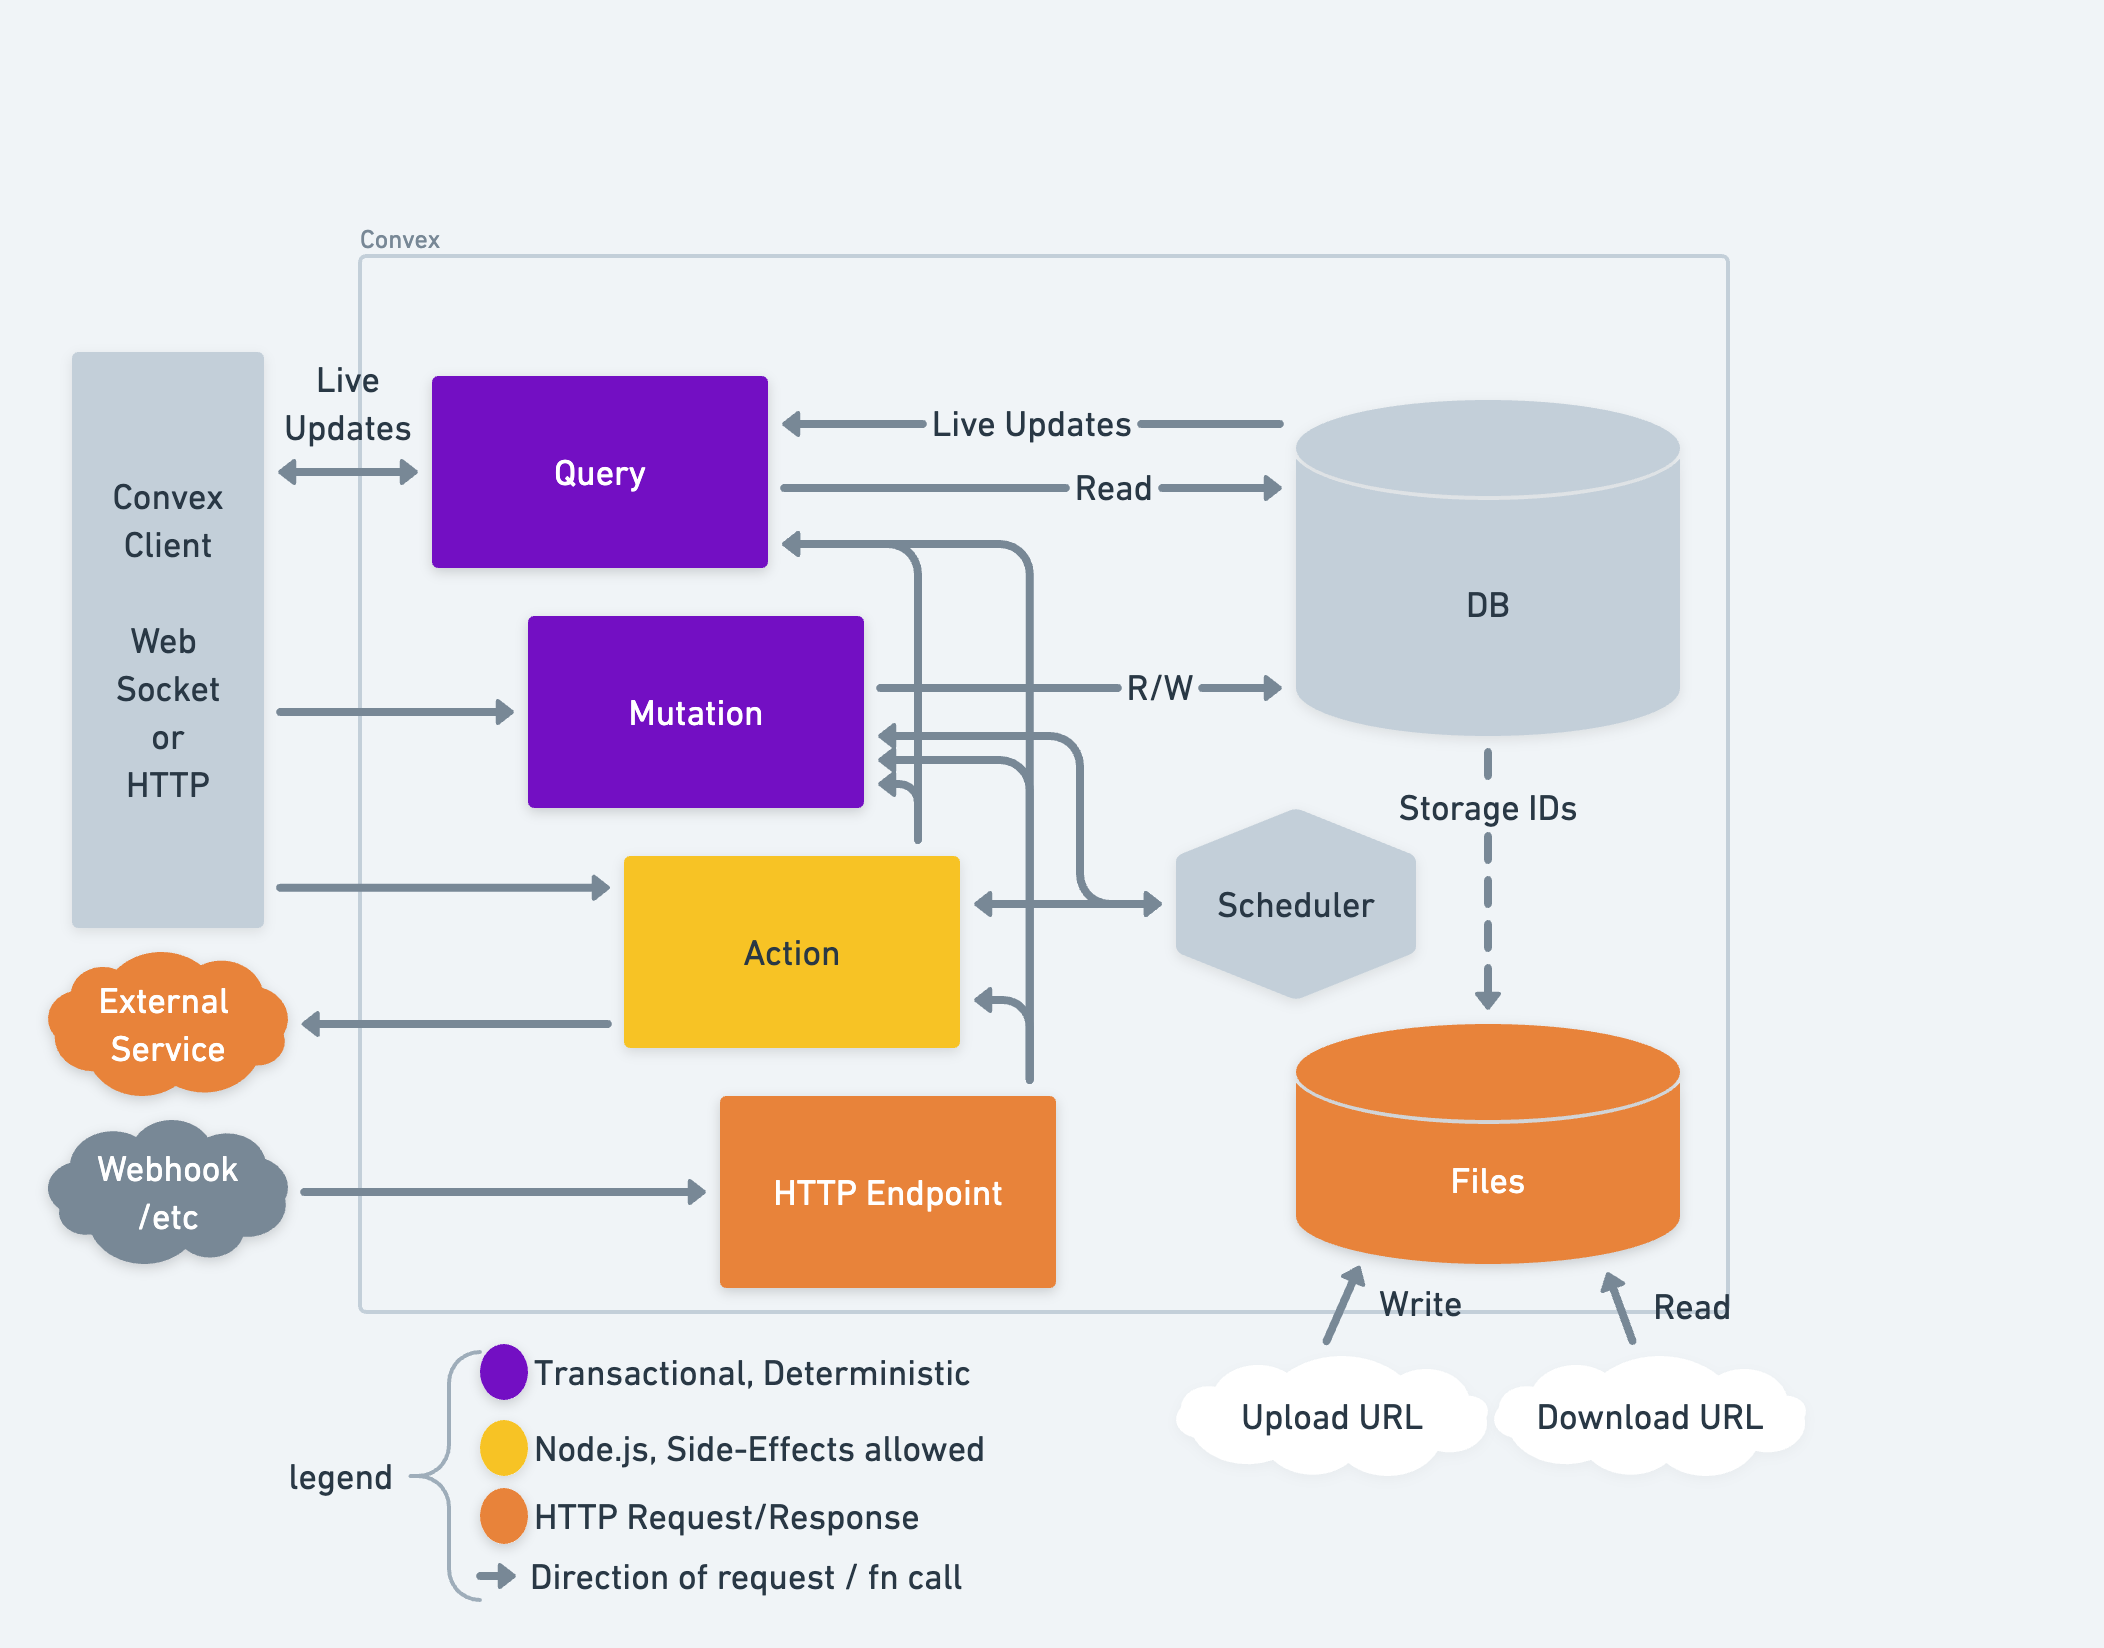 Convex
Live
Updates
Convex
Client
Web
Socket
or
HTTP
Query
Live Updates
Read
DB
Mutation
R/W
Storage IDs
Action
Scheduler
External
Service
Webhook
/etc
HTTP Endpoint
Files
Write
Read
Upload URL
Download URL
legend
Transactional, Deterministic
Node.js, Side-Effects allowed
HTTP Request/Response
Direction of request / fn call